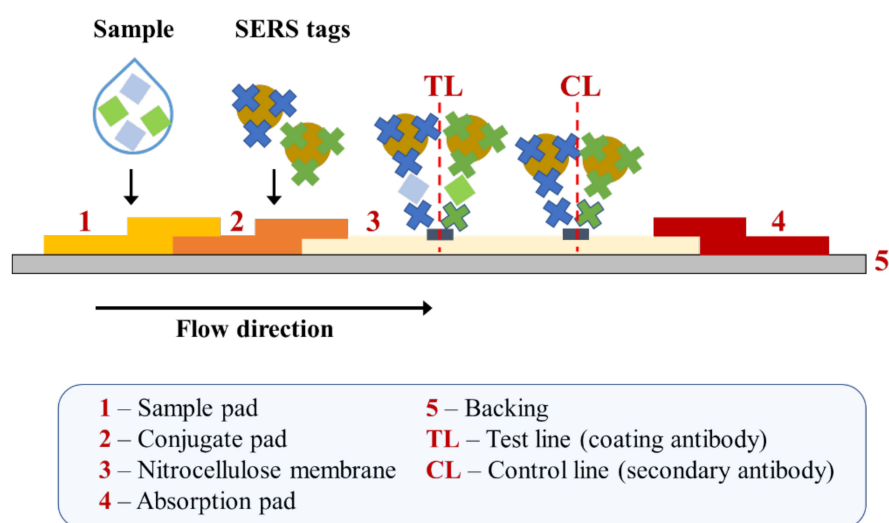 Sample SERS tags
TL CL
1 2 3 4
5
Flow direction
1 – Sample pad
2 – Conjugate pad
3 – Nitrocellulose membrane
4 – Absorption pad
5 – Backing
TL – Test line (coating antibody)
CL – Control line (secondary antibody)